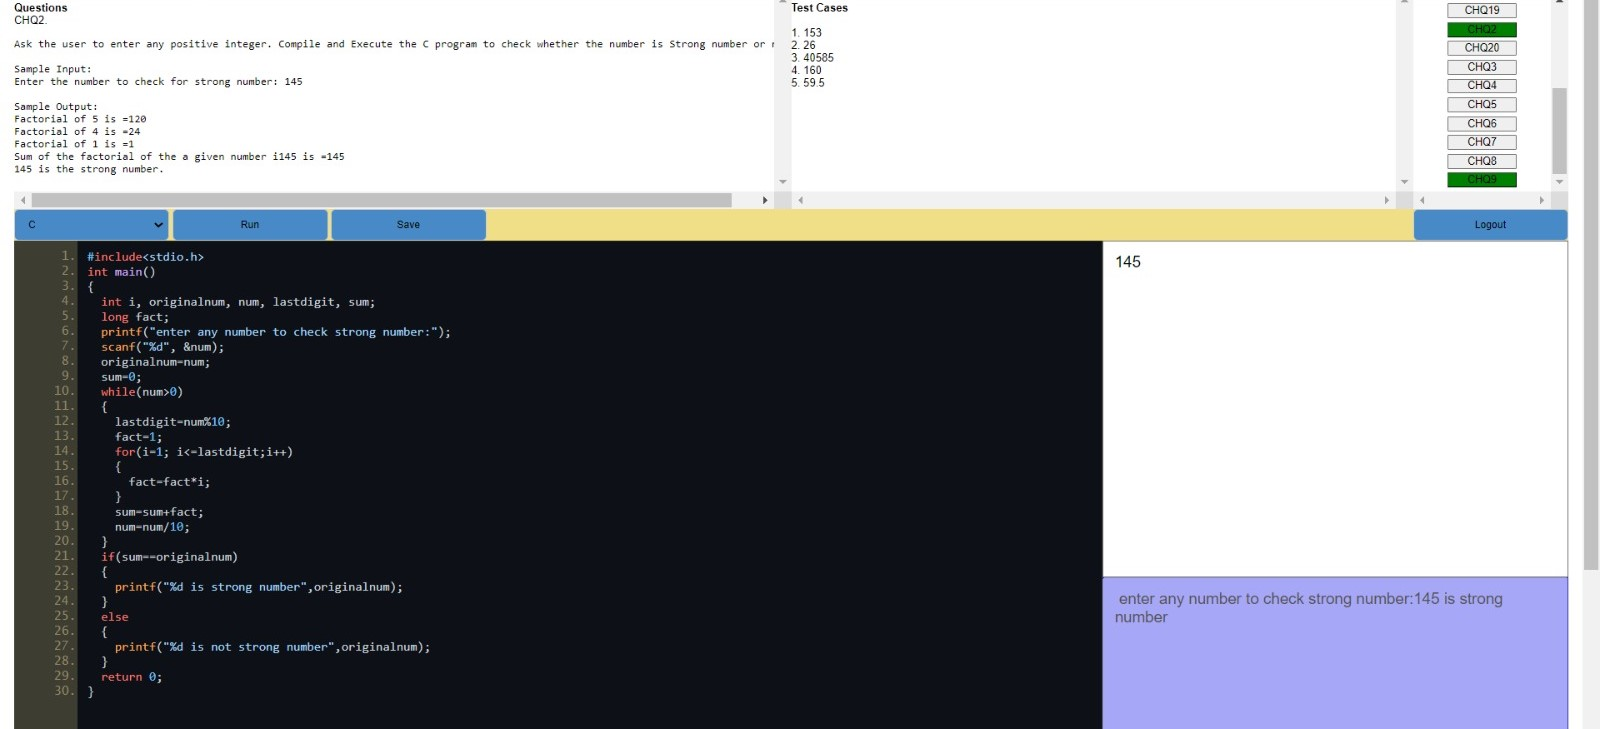 Questions
CHQ2.
Ask the user to enter any positive integer. Compile and Execute the C program to check whether the number is Strong number or
Sample Input:
Enter the number to check for strong number: 145
Sample Output:
Factorial of 5 is =120
Factorial of 4 is =24
Factorial of 1 is =1
Sum of the factorial of the a given number i145 is =145
145 is the strong number.
Test Cases
1. 153
2. 26
3. 40585
4. 160
5. 59.5
CHQ19
CHQ2
CHQ20
CHQ3
CHQ4
CHQ5
CHQ6
CHQ7
CHQ8
CHQ9
C
Run
Save
Logout
1. #include<stdio.h>
2. int main()
3. {
4. int i, originalnum, num, lastdigit, sum;
5. long fact;
6. printf("enter any number to check strong number:");
7. scanf("%d", &num);
8. originalnum=num;
9. sum=0;
10. while(num>0)
11. {
12. lastdigit=num%10;
13. fact=1;
14. for(i=1; i<=lastdigit;i++)
15. {
16. fact=fact*i;
17. }
18. sum=sum+fact;
19. num=num/10;
20. }
21. if(sum==originalnum)
22. {
23. printf("%d is strong number",originalnum);
24. }
25. else
26. {
27. printf("%d is not strong number",originalnum);
28. }
29. return 0;
30. }
145
enter any number to check strong number:145 is strong
number